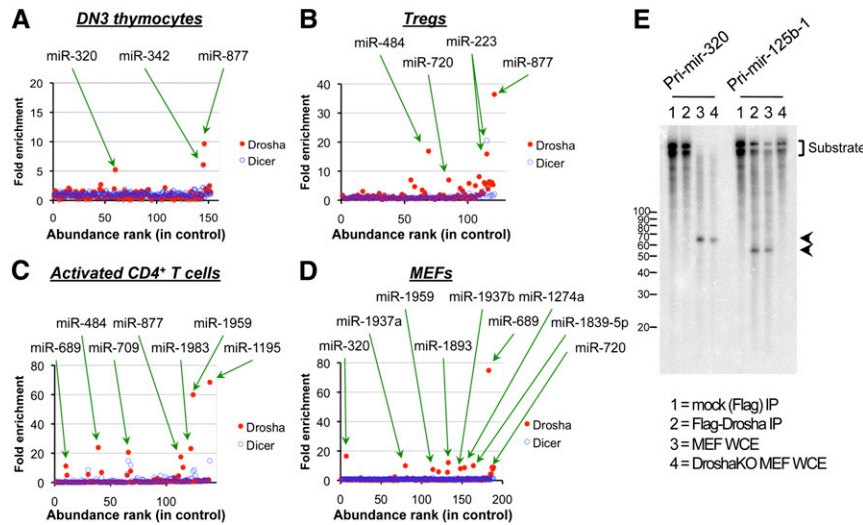 A DN3 thymocytes
miR-320 miR-342 miR-877
Fold enrichment
20
15
10
5
0
0 50 100 150
Abundance rank (in control)
Drosha
Dicer
B Tregs
miR-484 miR-223
miR-720 miR-877
Fold enrichment
40
30
20
10
0
0 50 100
Abundance rank (in control)
Drosha
Dicer
C Activated CD4+ T cells
miR-484 miR-877 miR-1959
miR-689 miR-709 miR-1983 miR-1195
Fold enrichment
80
60
40
20
0
0 50 100
Abundance rank (in control)
Drosha
Dicer
D MEFs
miR-1959 miR-1937b miR-1274a
miR-1937a miR-689 miR-1839-5p
miR-320 miR-1893 miR-720
Fold enrichment
100
80
60
40
20
0
0 50 100 150 200
Abundance rank (in control)
Drosha
Dicer
E
Pri-mir-320
Pri-mir-125b-1
1 2 3 4 1 2 3 4
Substrate
100
90
80
70
60
50
40
30
20
1 = mock (Flag) IP
2 = Flag-Drosha IP
3 = MEF WCE
4 = DroshaKO MEF WCE